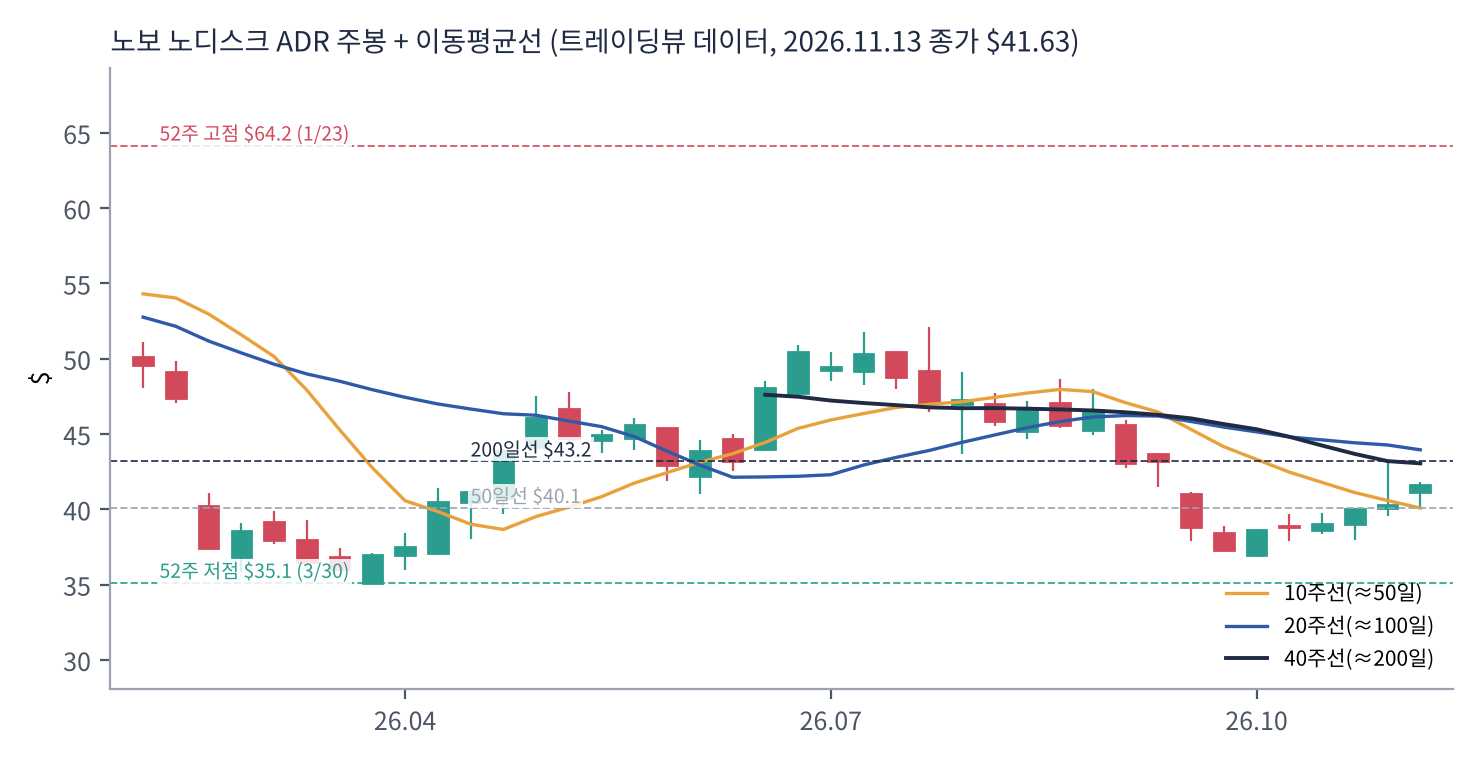 노보 노디스크 ADR 주봉 + 이동평균선 (트레이딩뷰 데이터, 2026.11.13 종가 $41.63)
65
52주 고점 $64.2 (1/23)
60
55
50
$
45
200일선 $43.2
50일선 $40.1
40
52주 저점 $35.1 (3/30)
35
30
10주선(≈50일)
20주선(≈100일)
40주선(≈200일)
26.04
26.07
26.10